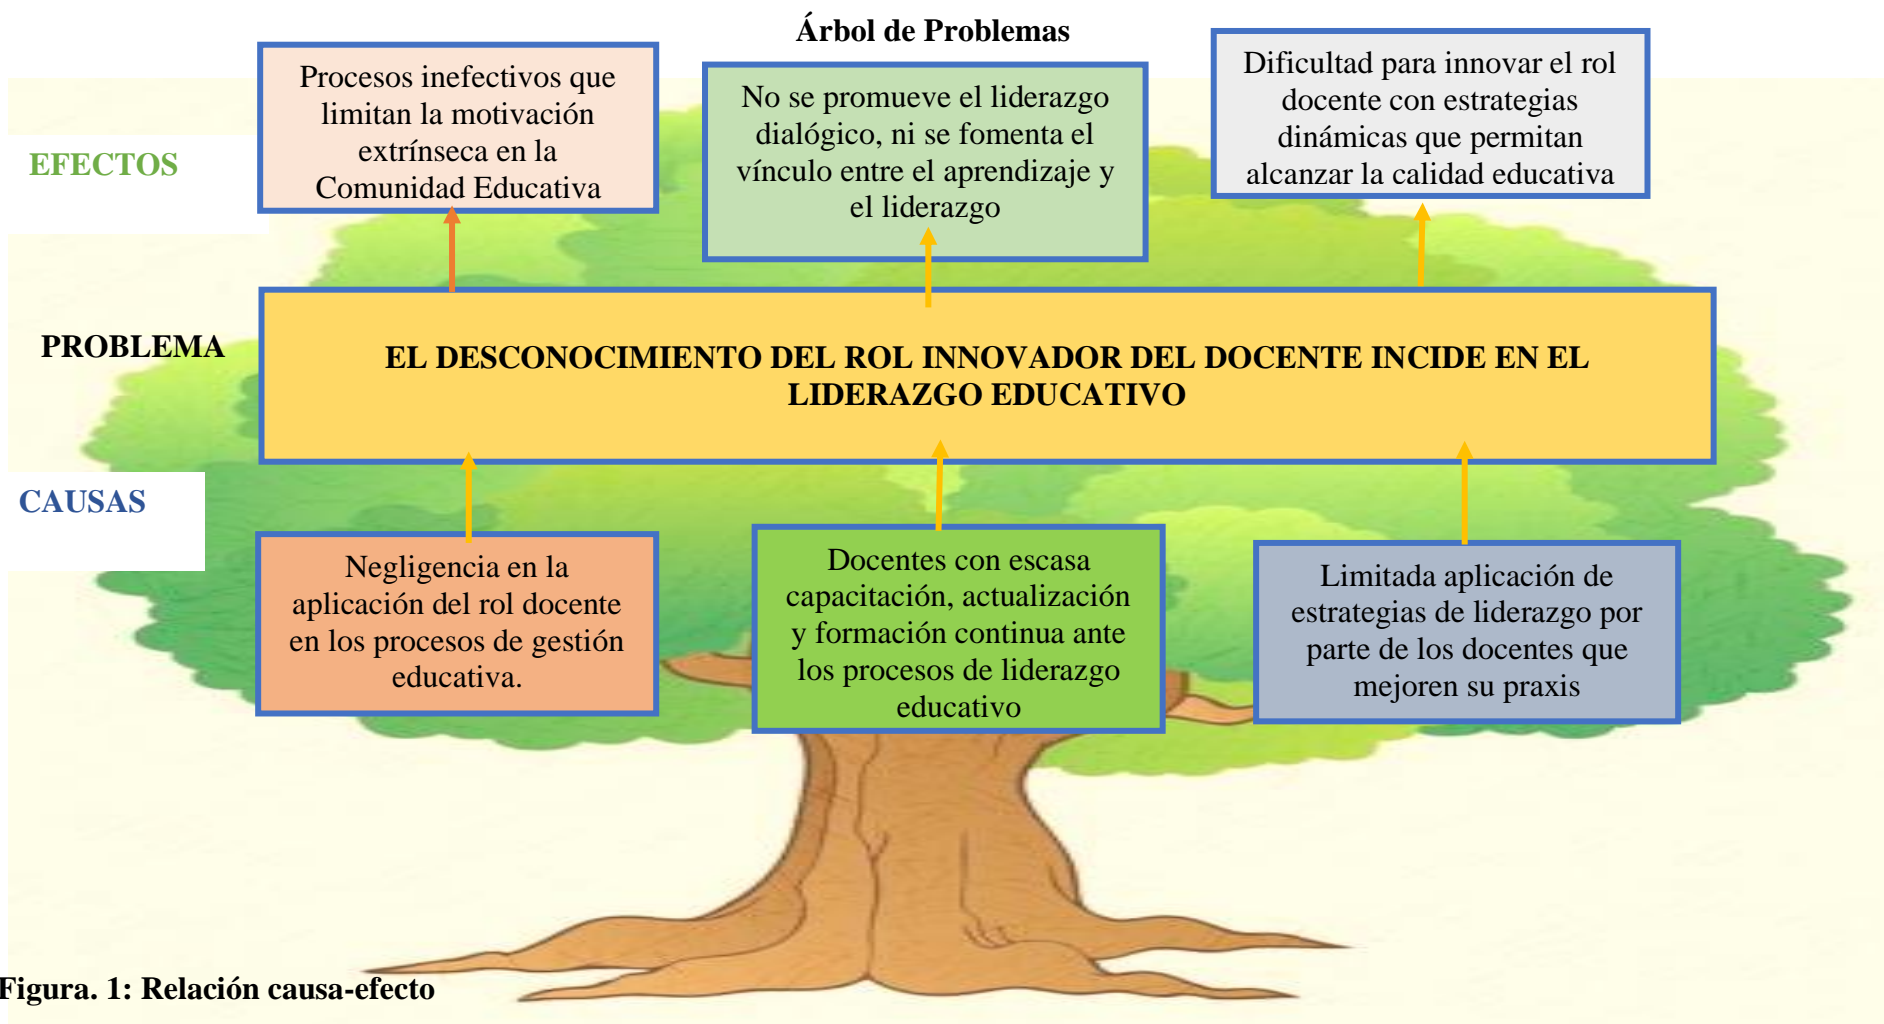 Árbol de Problemas
EFECTOS
Procesos inefectivos que
limitan la motivación
extrínseca en la
Comunidad Educativa
No se promueve el liderazgo
dialógico, ni se fomenta el
vínculo entre el aprendizaje y
el liderazgo
Dificultad para innovar el rol
docente con estrategias
dinámicas que permitan
alcanzar la calidad educativa
PROBLEMA
EL DESCONOCIMIENTO DEL ROL INNOVADOR DEL DOCENTE INCIDE EN EL
LIDERAZGO EDUCATIVO
CAUSAS
Negligencia en la
aplicación del rol docente
en los procesos de gestión
educativa.
Docentes con escasa
capacitación, actualización
y formación continua ante
los procesos de liderazgo
educativo
Limitada aplicación de
estrategias de liderazgo por
parte de los docentes que
mejoren su praxis
Figura. 1: Relación causa-efecto